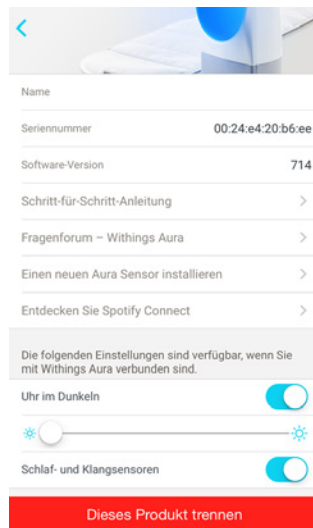 Name
Seriennummer 00:24:e4:20:b6:ee
Software-Version 714
Schritt-für-Schritt-Anleitung
Fragenforum – Withings Aura
Einen neuen Aura Sensor installieren
Entdecken Sie Spotify Connect
Die folgenden Einstellungen sind verfügbar, wenn Sie
mit Withings Aura verbunden sind.
Uhr im Dunkeln
Schlaf- und Klangsensoren
Dieses Produkt trennen